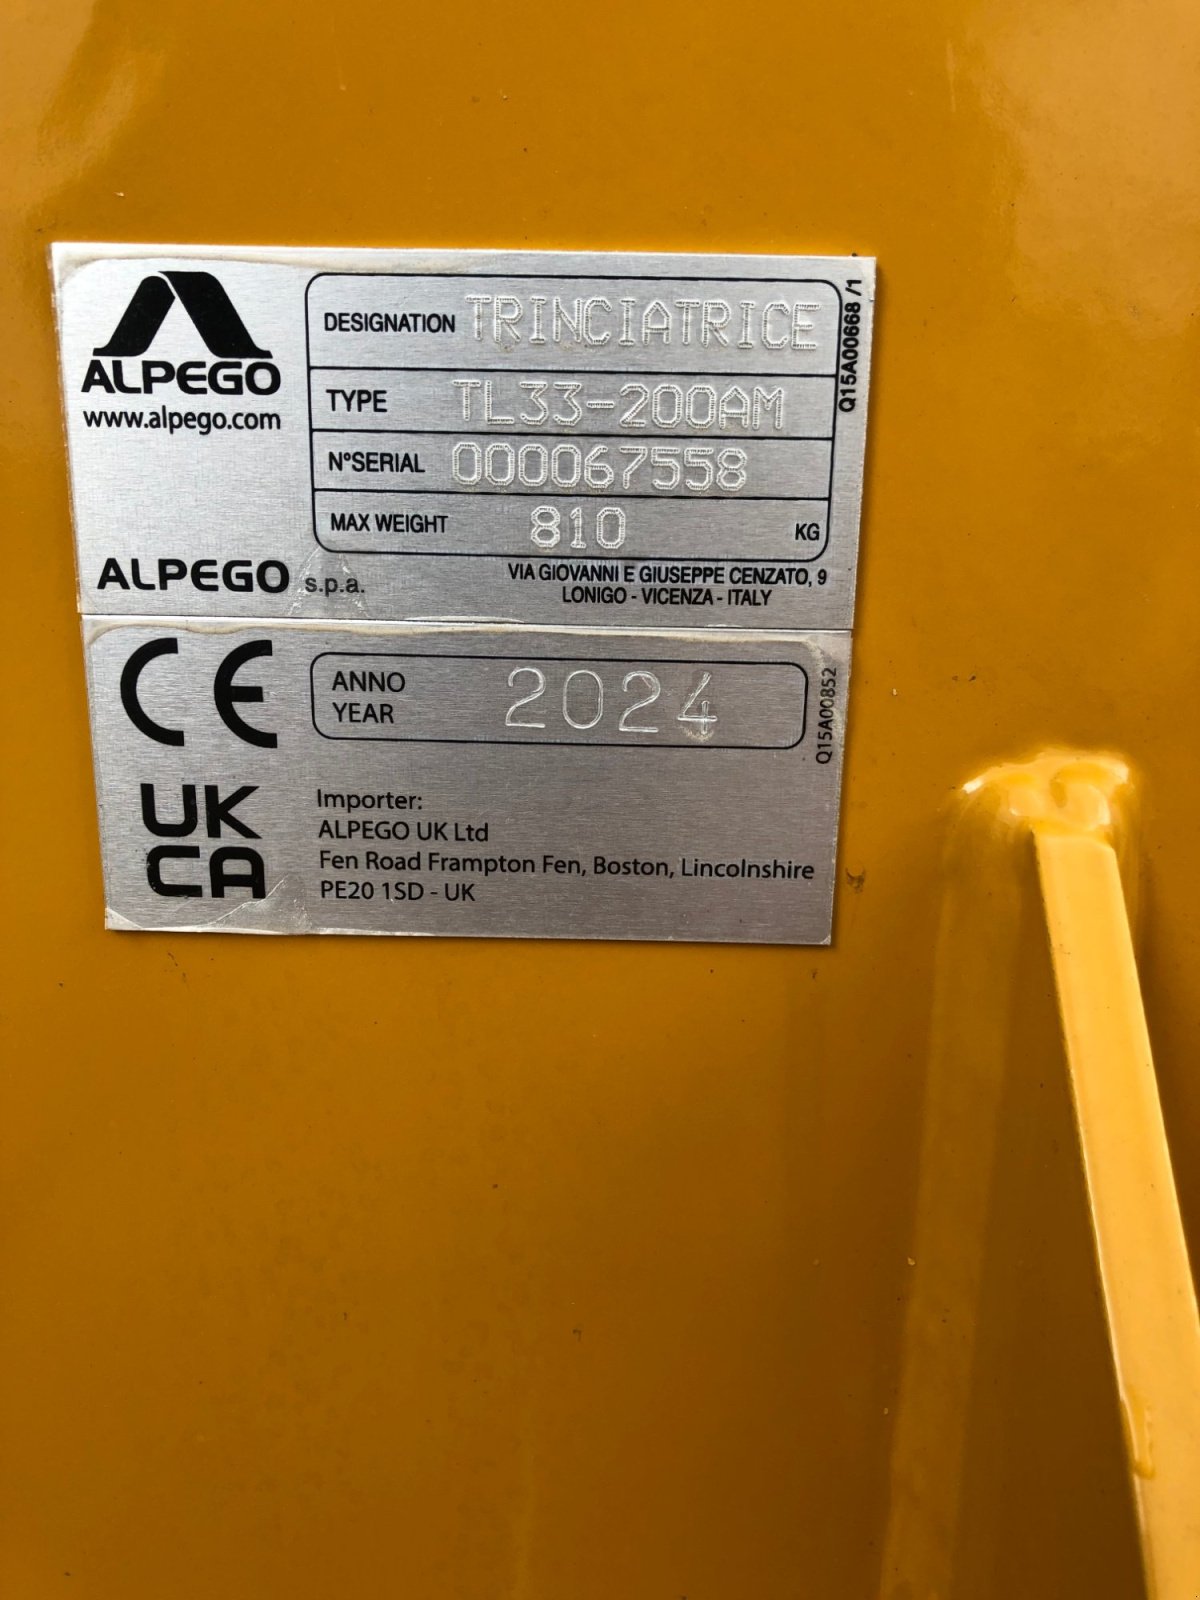 ALPEGO
www.alpego.com
DESIGNATION TRINCIATRICE
TYPE TL33-200AM
N°SERIAL 000067558
MAX WEIGHT 810 KG
Q15A00668 /1
ALPEGO s.p.a.
VIA GIOVANNI E GIUSEPPE CENZATO, 9
LONIGO - VICENZA - ITALY
CE
ANNO
YEAR 2024
Q15A00852
UK
CA
Importer:
ALPEGO UK Ltd
Fen Road Frampton Fen, Boston, Lincolnshire
PE20 1SD - UK